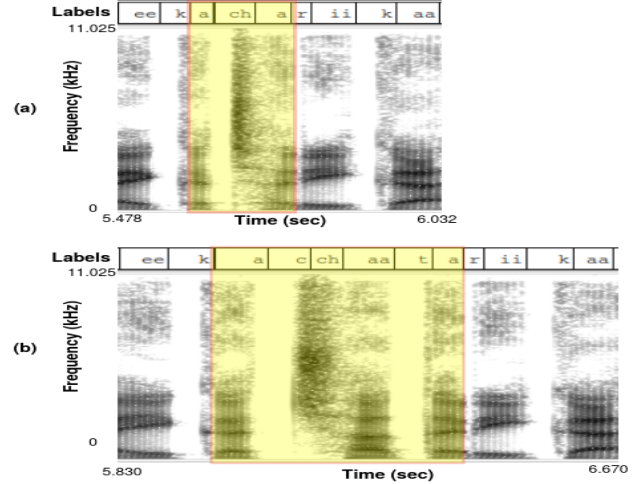 Labels ee k a ch a r ii k aa
11.025
(a)
Frequency (kHz)
0
5.478 Time (sec) 6.032
Labels ee k a c ch aa t a r ii k aa
11.025
(b)
Frequency (kHz)
0
5.830 Time (sec) 6.670